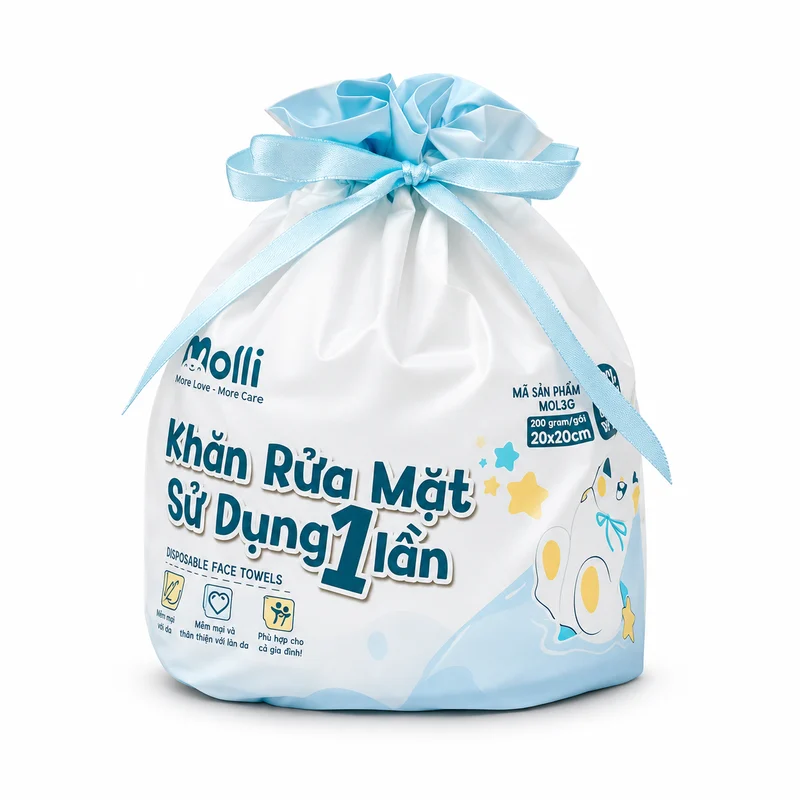 Molli
More Love - More Care
MÃ SẢN PHẨM
MOL3G
200 gram/gói
20x20cm
Khăn Rửa Mặt
Sử Dụng 1 lần
DISPOSABLE FACE TOWELS
Mềm mại
với da
Mềm mại và
thân thiện với làn da
Phù hợp cho
cả gia đình!